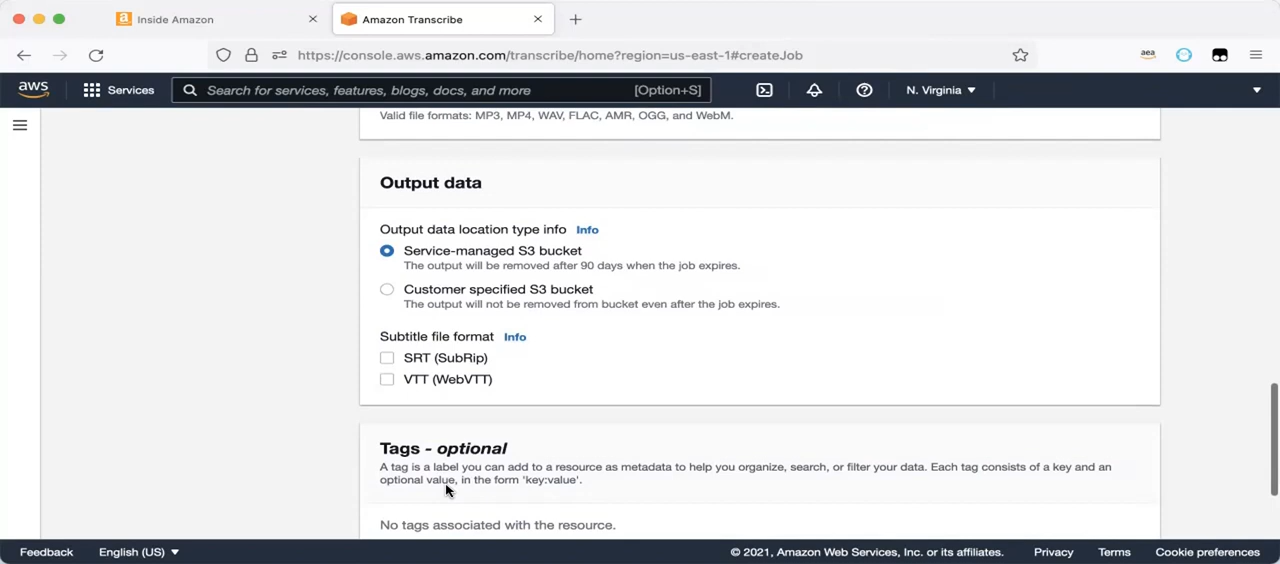 Inside Amazon
Amazon Transcribe
https://console.aws.amazon.com/transcribe/home?region=us-east-1#createJob
aea
aws
Services
Search for services, features, blogs, docs, and more
[Option+S]
N. Virginia
Valid file formats: MP3, MP4, WAV, FLAC, AMR, OGG, and WebM.
Output data
Output data location type info Info
Service-managed S3 bucket
The output will be removed after 90 days when the job expires.
Customer specified S3 bucket
The output will not be removed from bucket even after the job expires.
Subtitle file format Info
SRT (SubRip)
VTT (WebVTT)
Tags - optional
A tag is a label you can add to a resource as metadata to help you organize, search, or filter your data. Each tag consists of a key and an
optional value, in the form 'key:value'.
No tags associated with the resource.
Feedback
English (US)
© 2021, Amazon Web Services, Inc. or its affiliates.
Privacy
Terms
Cookie preferences